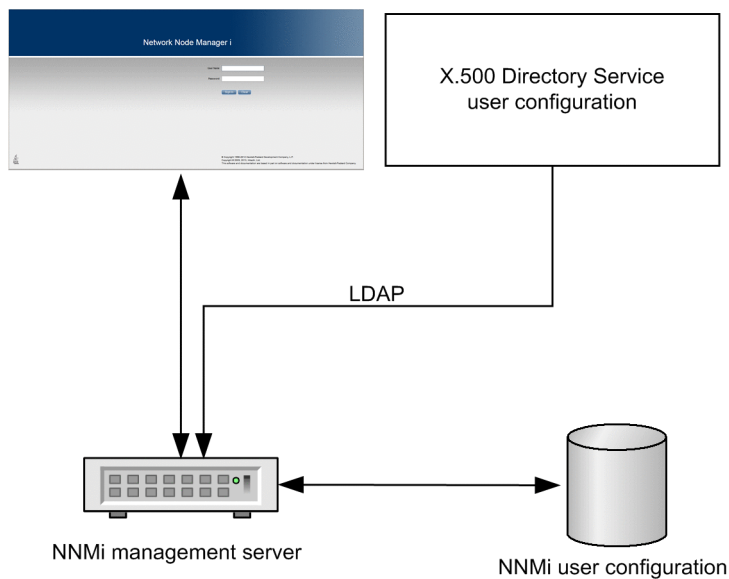 Network Node Manager i
X.500 Directory Service
user configuration
LDAP
NNMi management server
NNMi user configuration